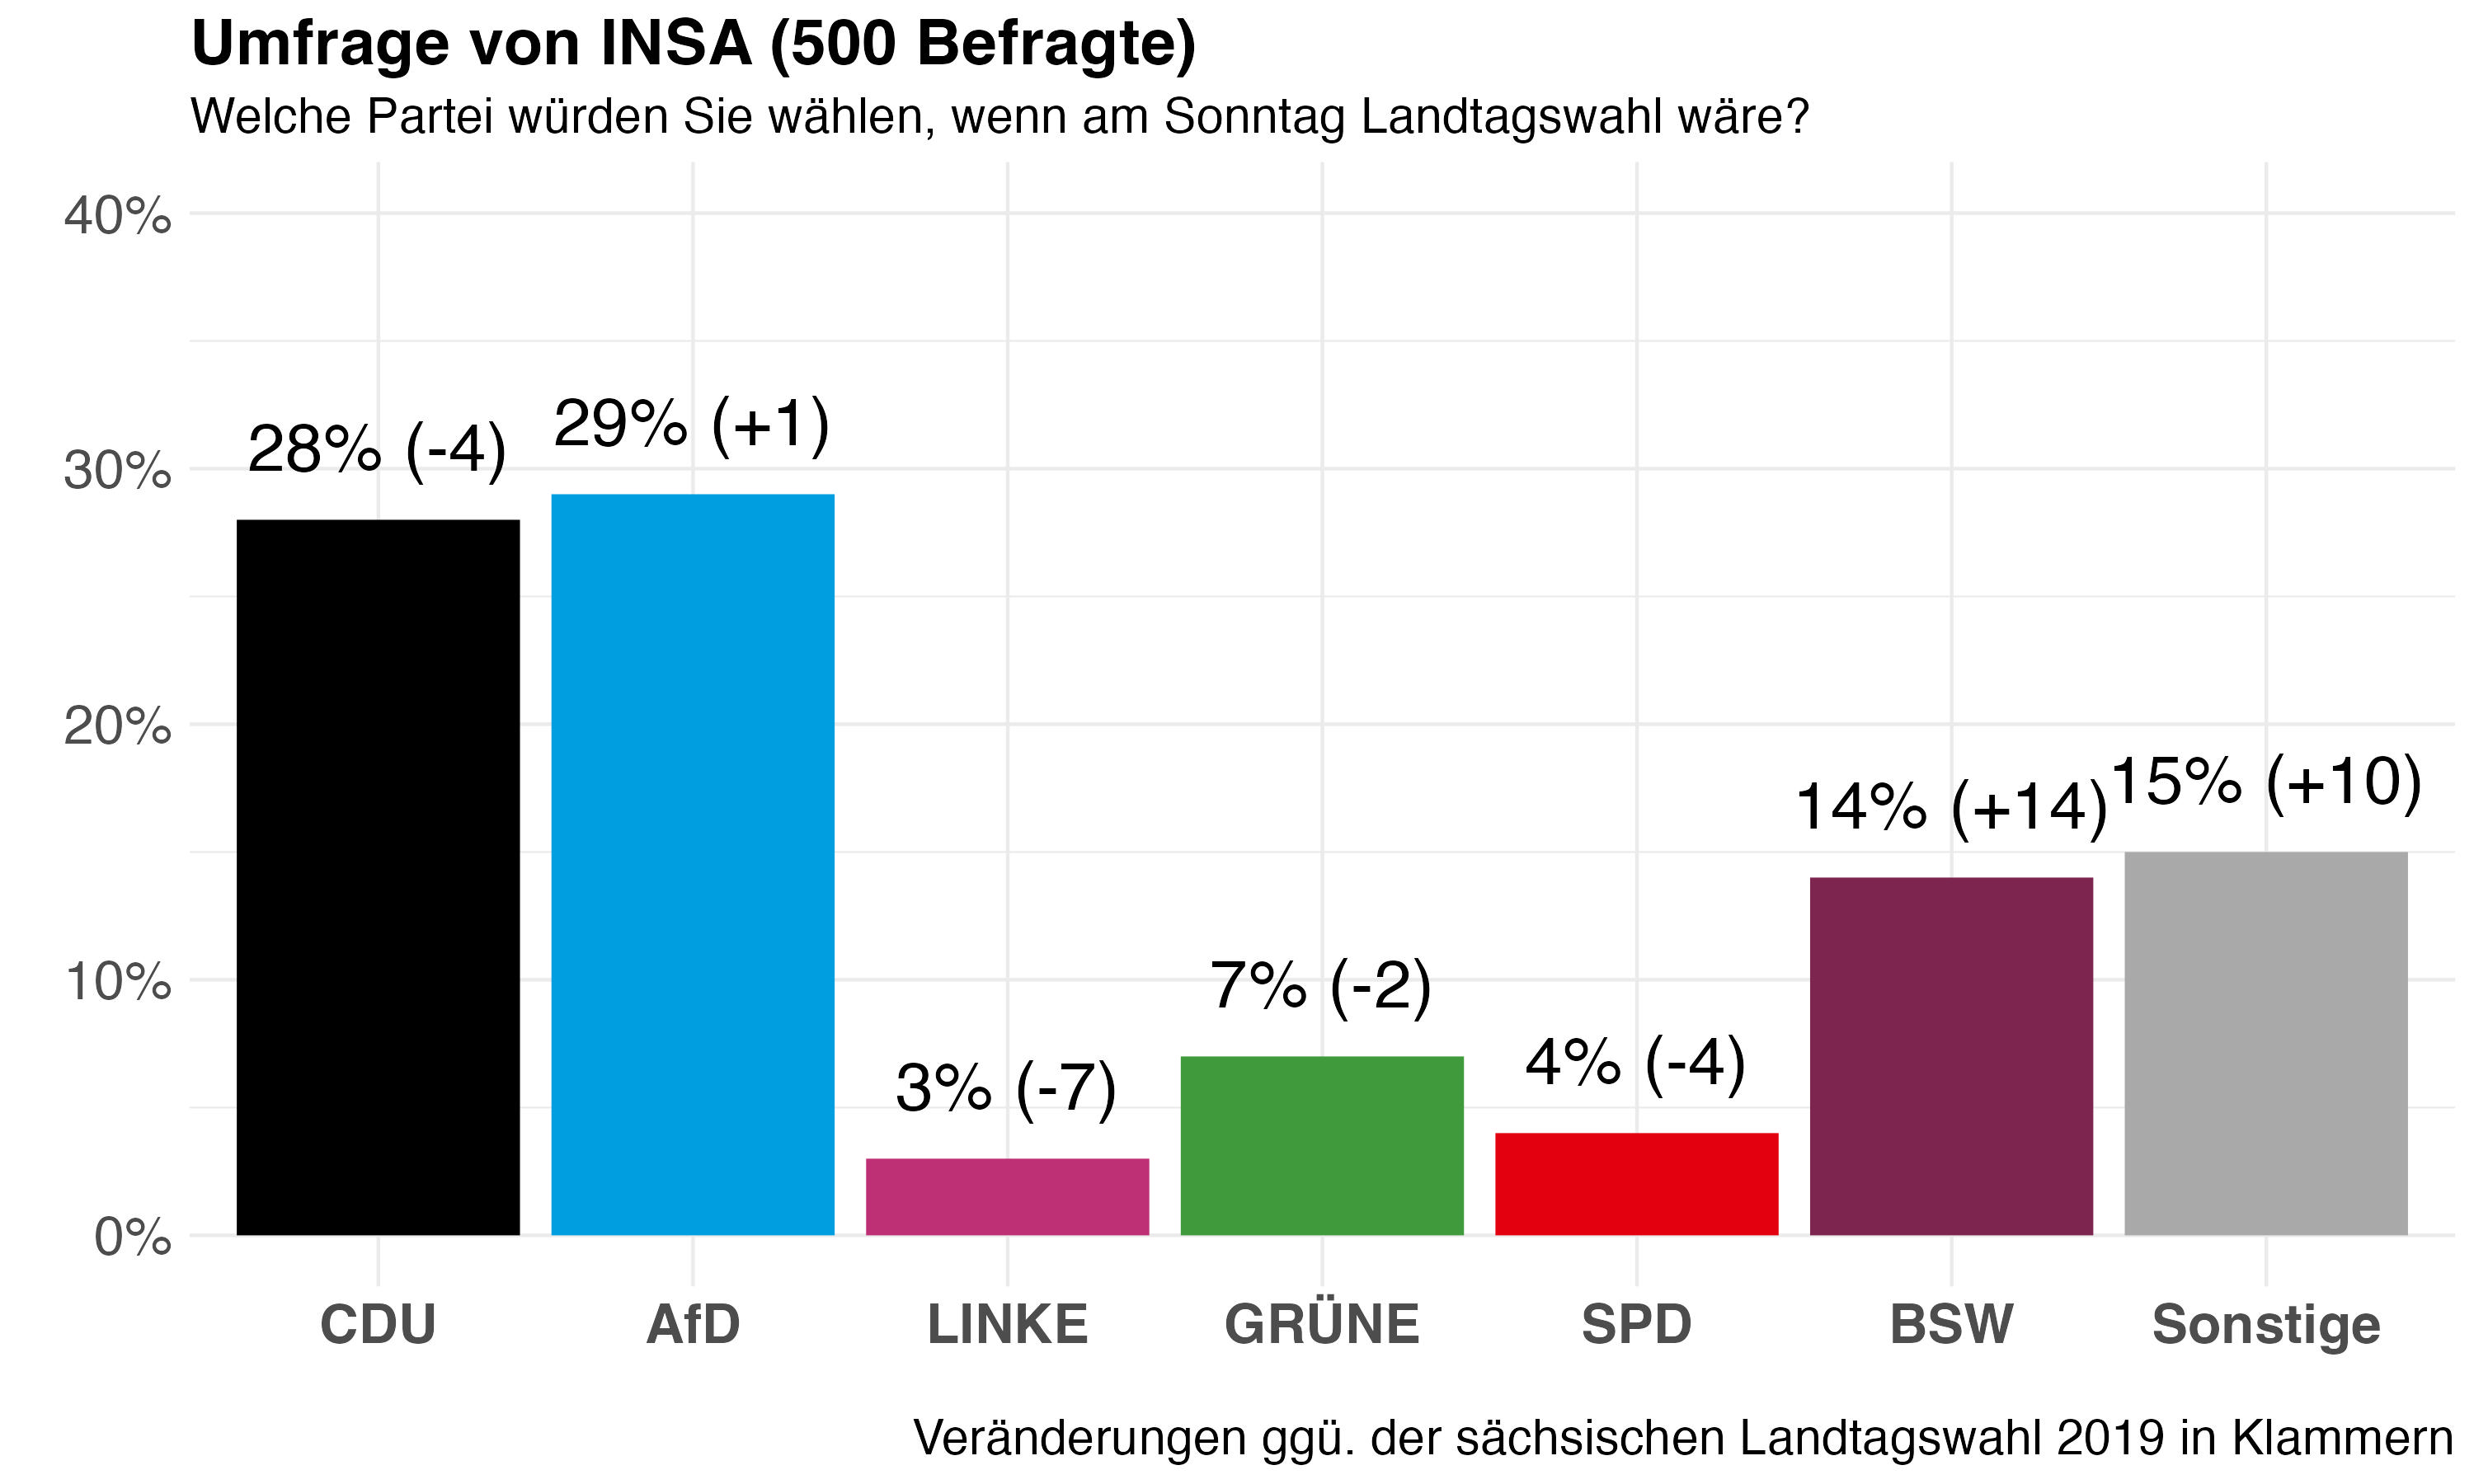 Umfrage von INSA (500 Befragte)
Welche Partei würden Sie wählen, wenn am Sonntag Landtagswahl wäre?
40%
30%
20%
10%
0%
28% (-4)
29% (+1)
3% (-7)
7% (-2)
4% (-4)
14% (+14)
15% (+10)
CDU
AfD
LINKE
GRÜNE
SPD
BSW
Sonstige
Veränderungen ggü. der sächsischen Landtagswahl 2019 in Klammern